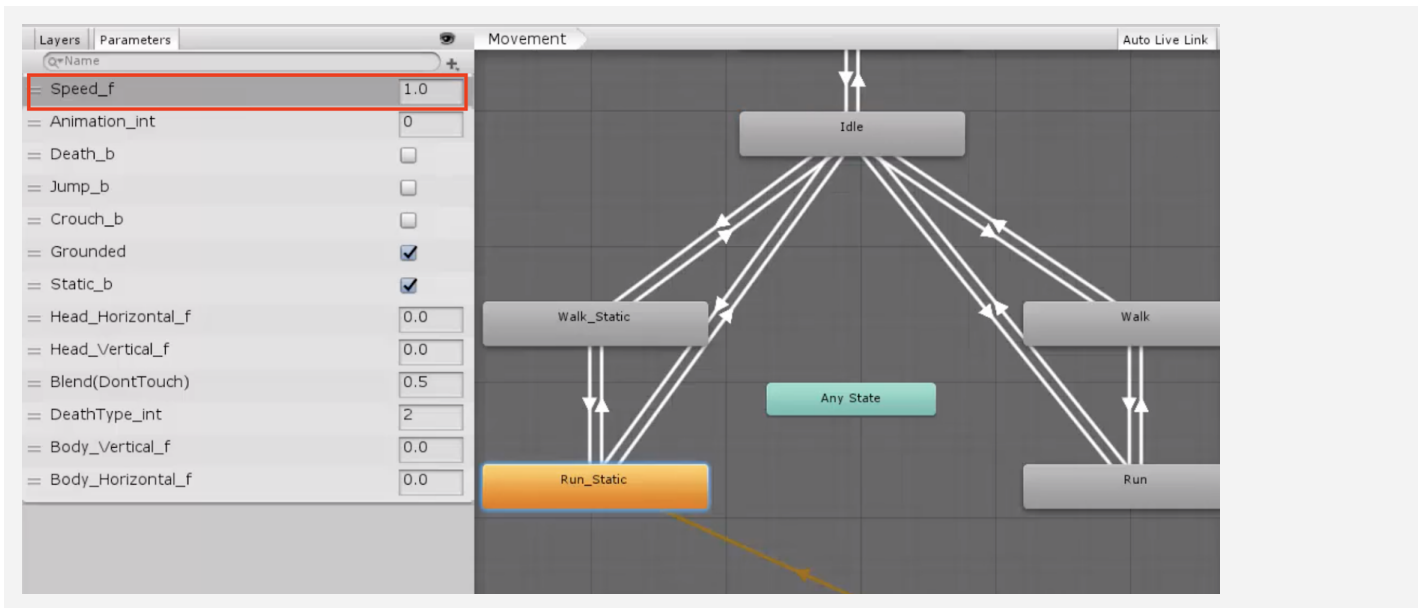 Layers Parameters
Name
Speed_f 1.0
Animation_int 0
Death_b
Jump_b
Crouch_b
Grounded
Static_b
Head_Horizontal_f 0.0
Head_Vertical_f 0.0
Blend(DontTouch) 0.5
DeathType_int 2
Body_Vertical_f 0.0
Body_Horizontal_f 0.0
Movement Auto Live Link
Idle
Walk_Static Walk
Any State
Run_Static Run